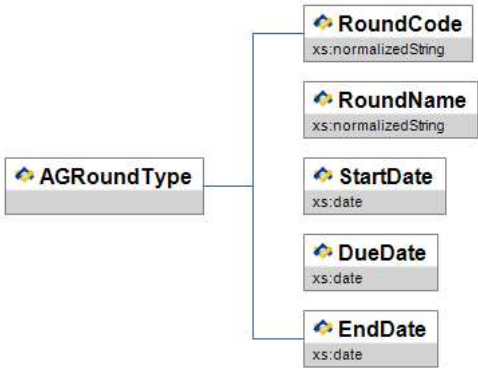 AGRoundType
RoundCode
xs:normalizedString
RoundName
xs:normalizedString
StartDate
xs:date
DueDate
xs:date
EndDate
xs:date